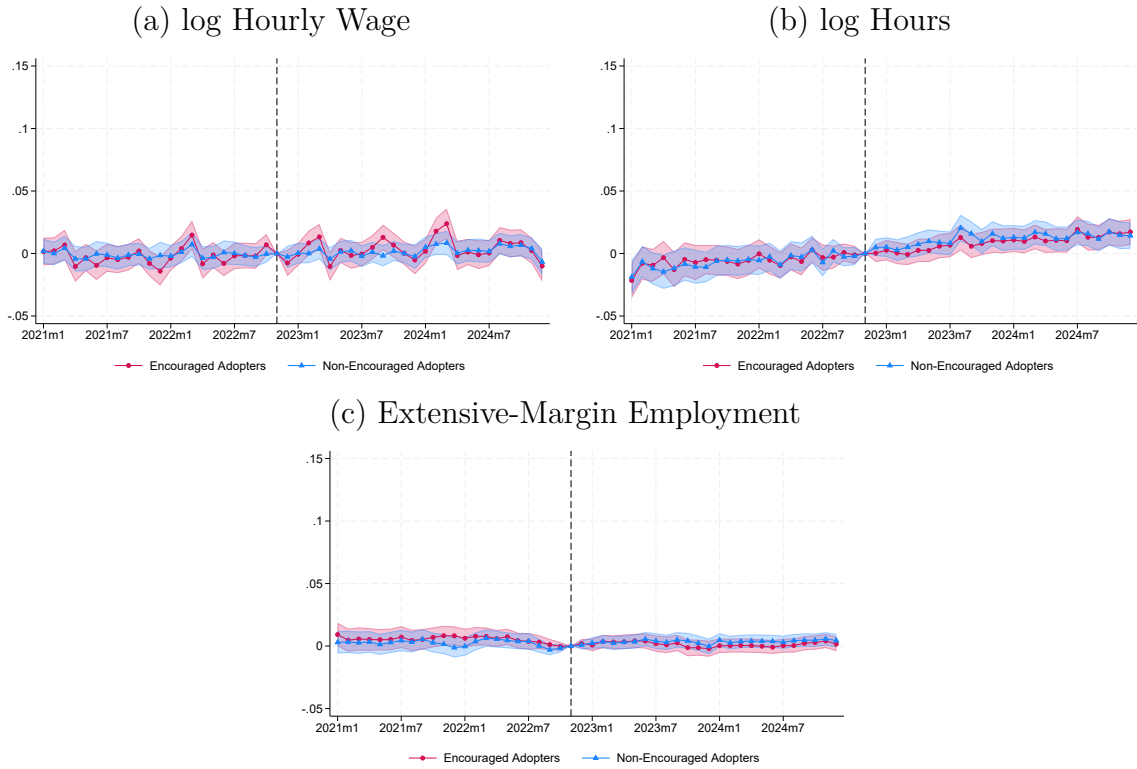 (a) log Hourly Wage
.15
.1
.05
0
-.05
2021m1 2021m7 2022m1 2022m7 2023m1 2023m7 2024m1 2024m7
Encouraged Adopters Non-Encouraged Adopters
(b) log Hours
.15
.1
.05
0
-.05
2021m1 2021m7 2022m1 2022m7 2023m1 2023m7 2024m1 2024m7
Encouraged Adopters Non-Encouraged Adopters
(c) Extensive-Margin Employment
.15
.1
.05
0
-.05
2021m1 2021m7 2022m1 2022m7 2023m1 2023m7 2024m1 2024m7
Encouraged Adopters Non-Encouraged Adopters